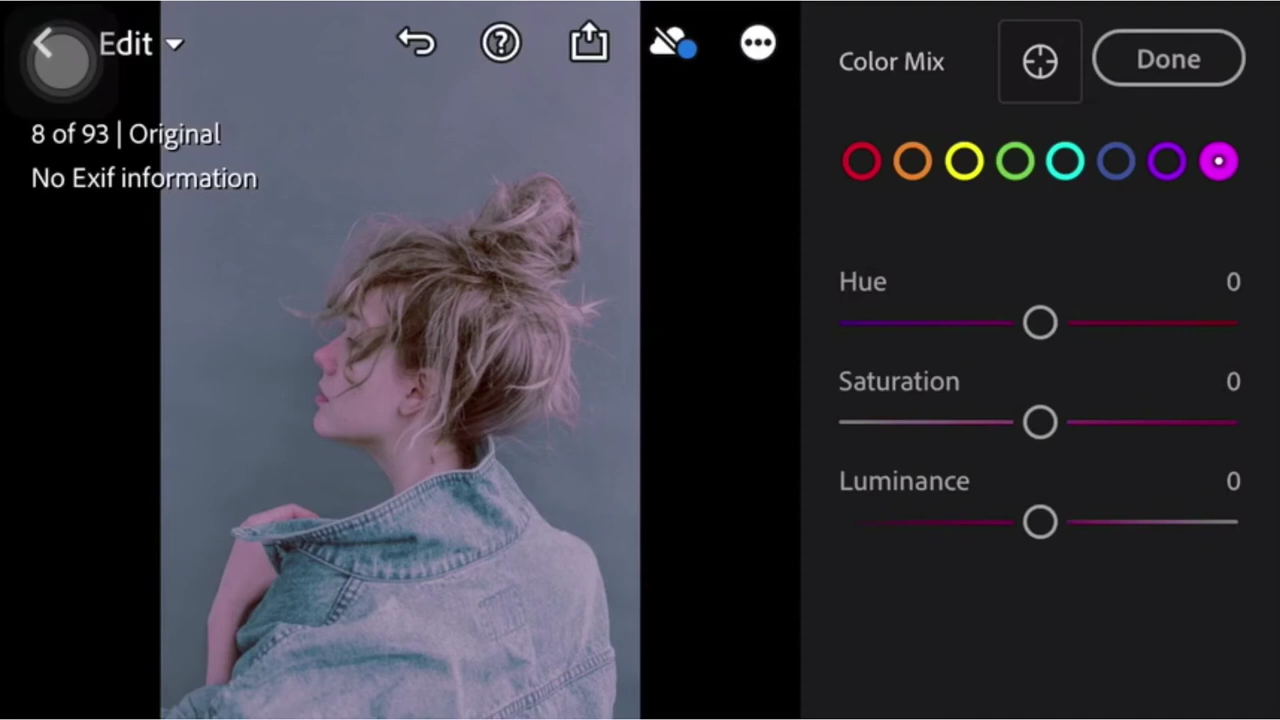 Edit
8 of 93 | Original
No Exif information
Color Mix
Done
Hue 0
Saturation 0
Luminance 0